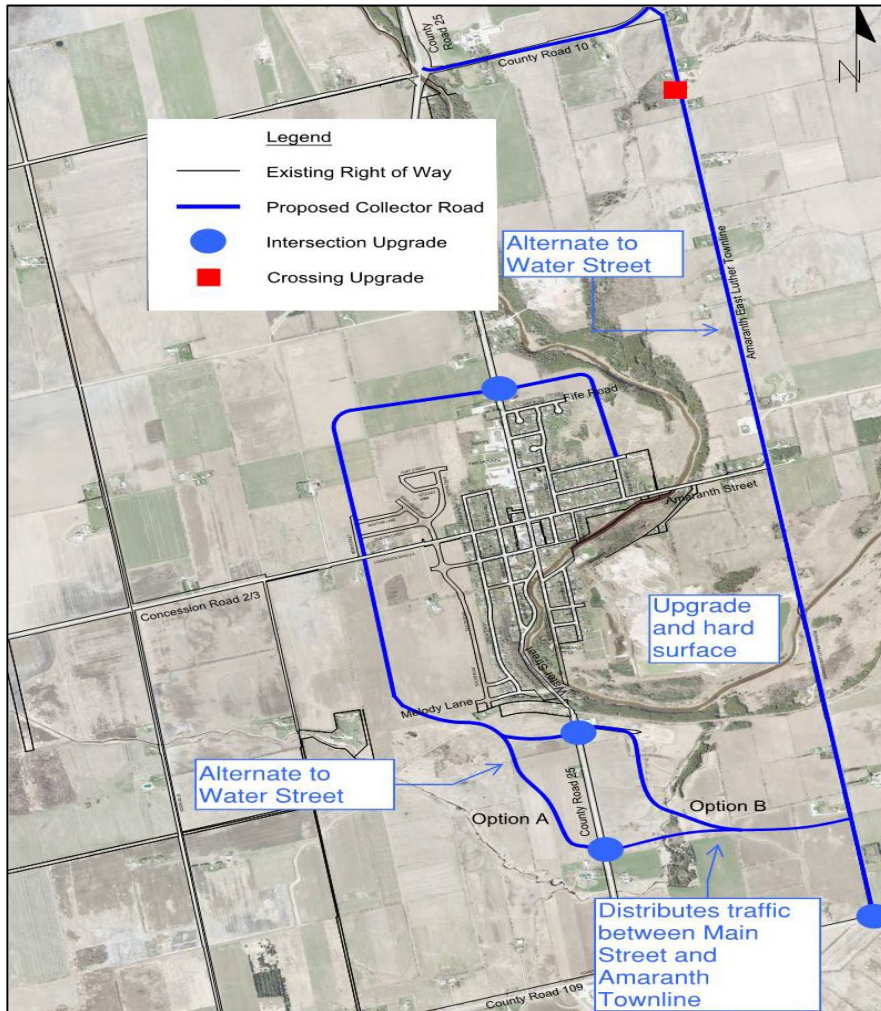 County
Road 25
County Road 10
N
Legend
Existing Right of Way
Proposed Collector Road
Intersection Upgrade
Crossing Upgrade
Alternate to
Water Street
Amaranth East Luther Townline
Fife Road
Amaranth Street
Concession Road 2/3
Upgrade
and hard
surface
Water Street
Melody Lane
Alternate to
Water Street
County Road 25
Option A
Option B
Distributes traffic
between Main
Street and
Amaranth
Townline
County Road 109